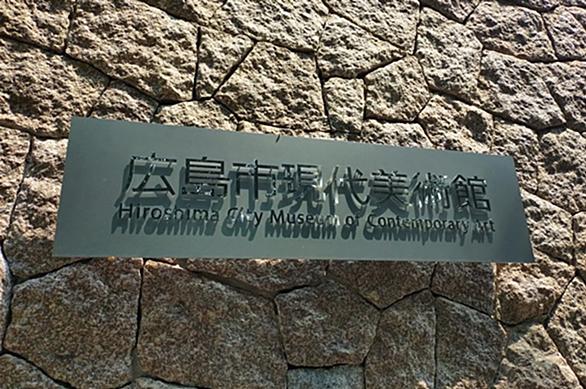 広島市現代美術館
Hiroshima City Museum of Contemporary Art